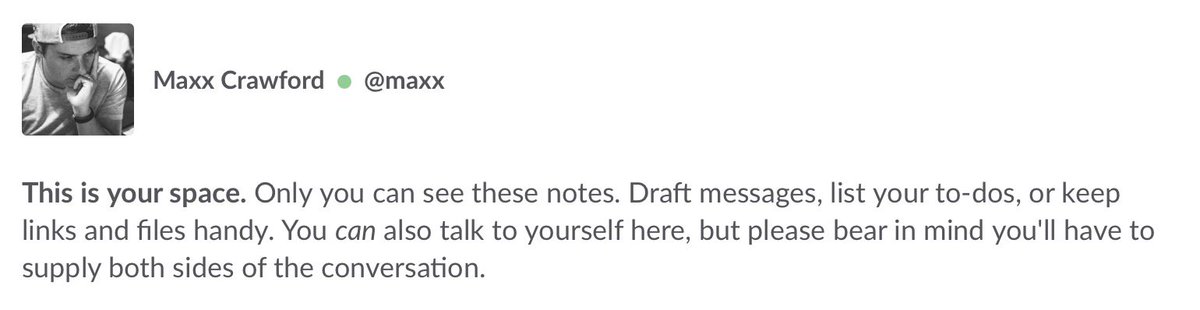 Maxx Crawford ● @maxx
This is your space. Only you can see these notes. Draft messages, list your to-dos, or keep
links and files handy. You can also talk to yourself here, but please bear in mind you'll have to
supply both sides of the conversation.